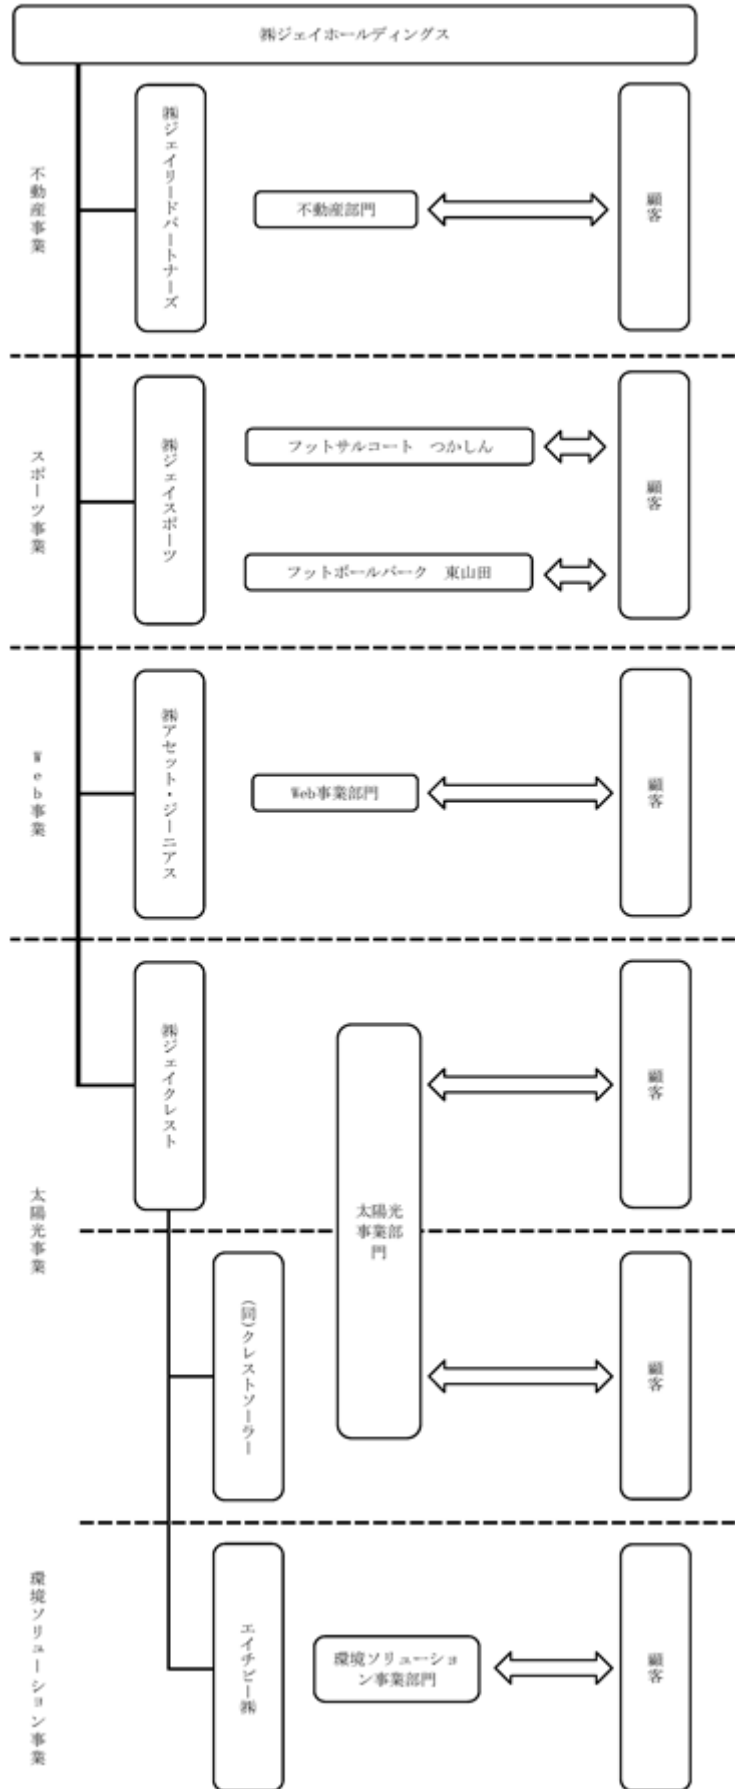 ㈱ジェイホールディングス
不動産事業
㈱ジェイリードパートナーズ
不動産部門
顧客
スポーツ事業
㈱ジェイスポーツ
フットサルコート　つかしん
フットボールパーク　東山田
顧客
Web事業
㈱アセット・ジーニアス
Web事業部門
顧客
太陽光事業
㈱ジェイクレスト
太陽光
事業部
門
顧客
(同)クレストソーラー
顧客
環境ソリューション事業
エイチビー㈱
環境ソリューショ
ン事業部門
顧客